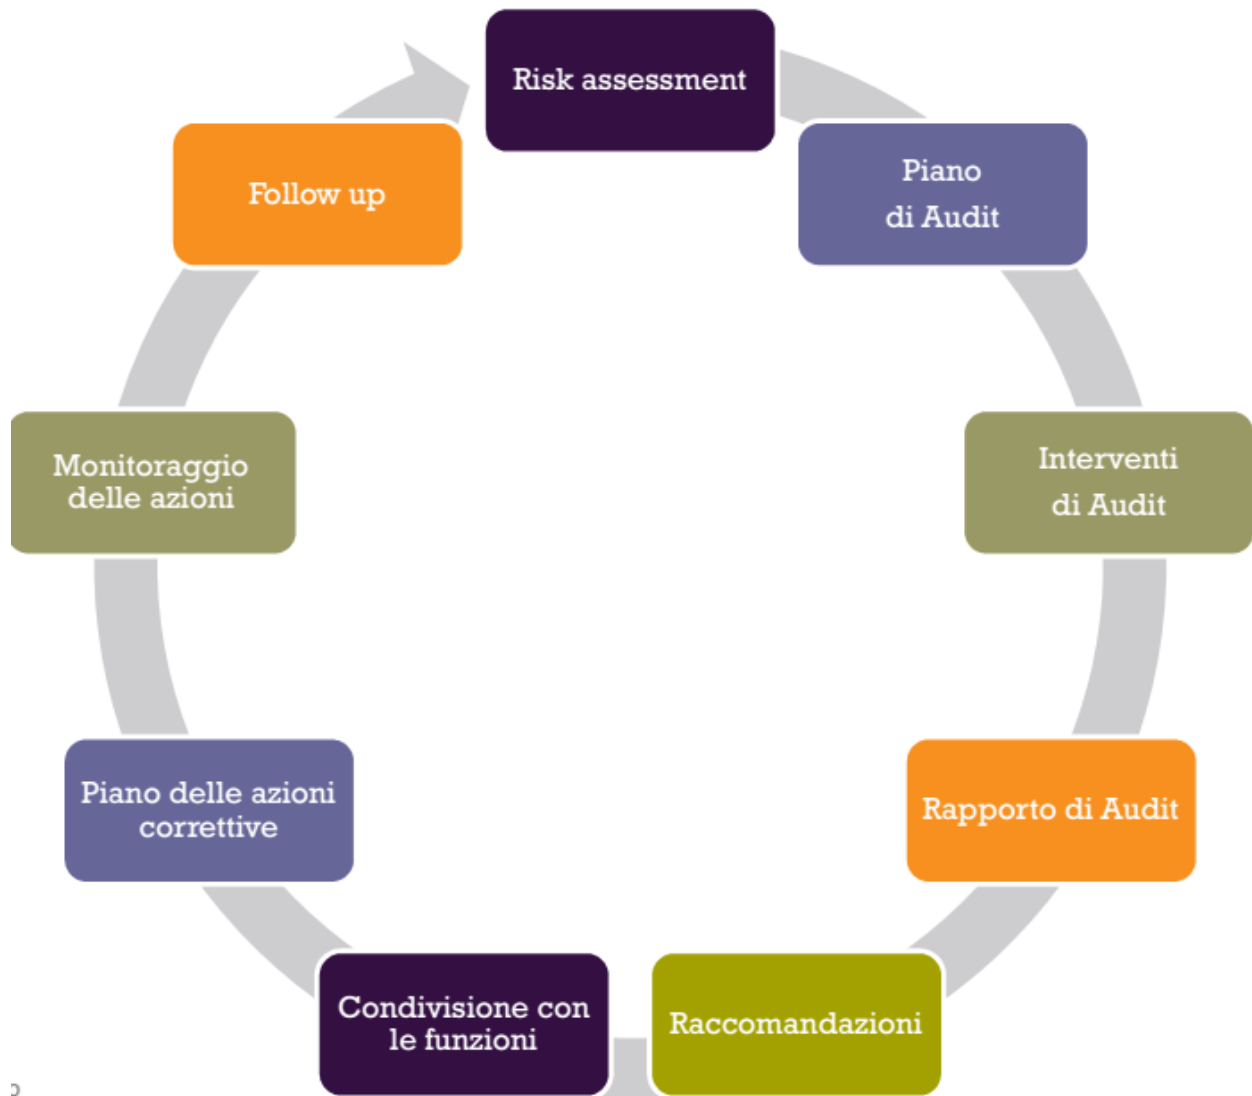 Risk assessment
Piano
di Audit
Interventi
di Audit
Rapporto di Audit
Raccomandazioni
Condivisione con
le funzioni
Piano delle azioni
correttive
Monitoraggio
delle azioni
Follow up